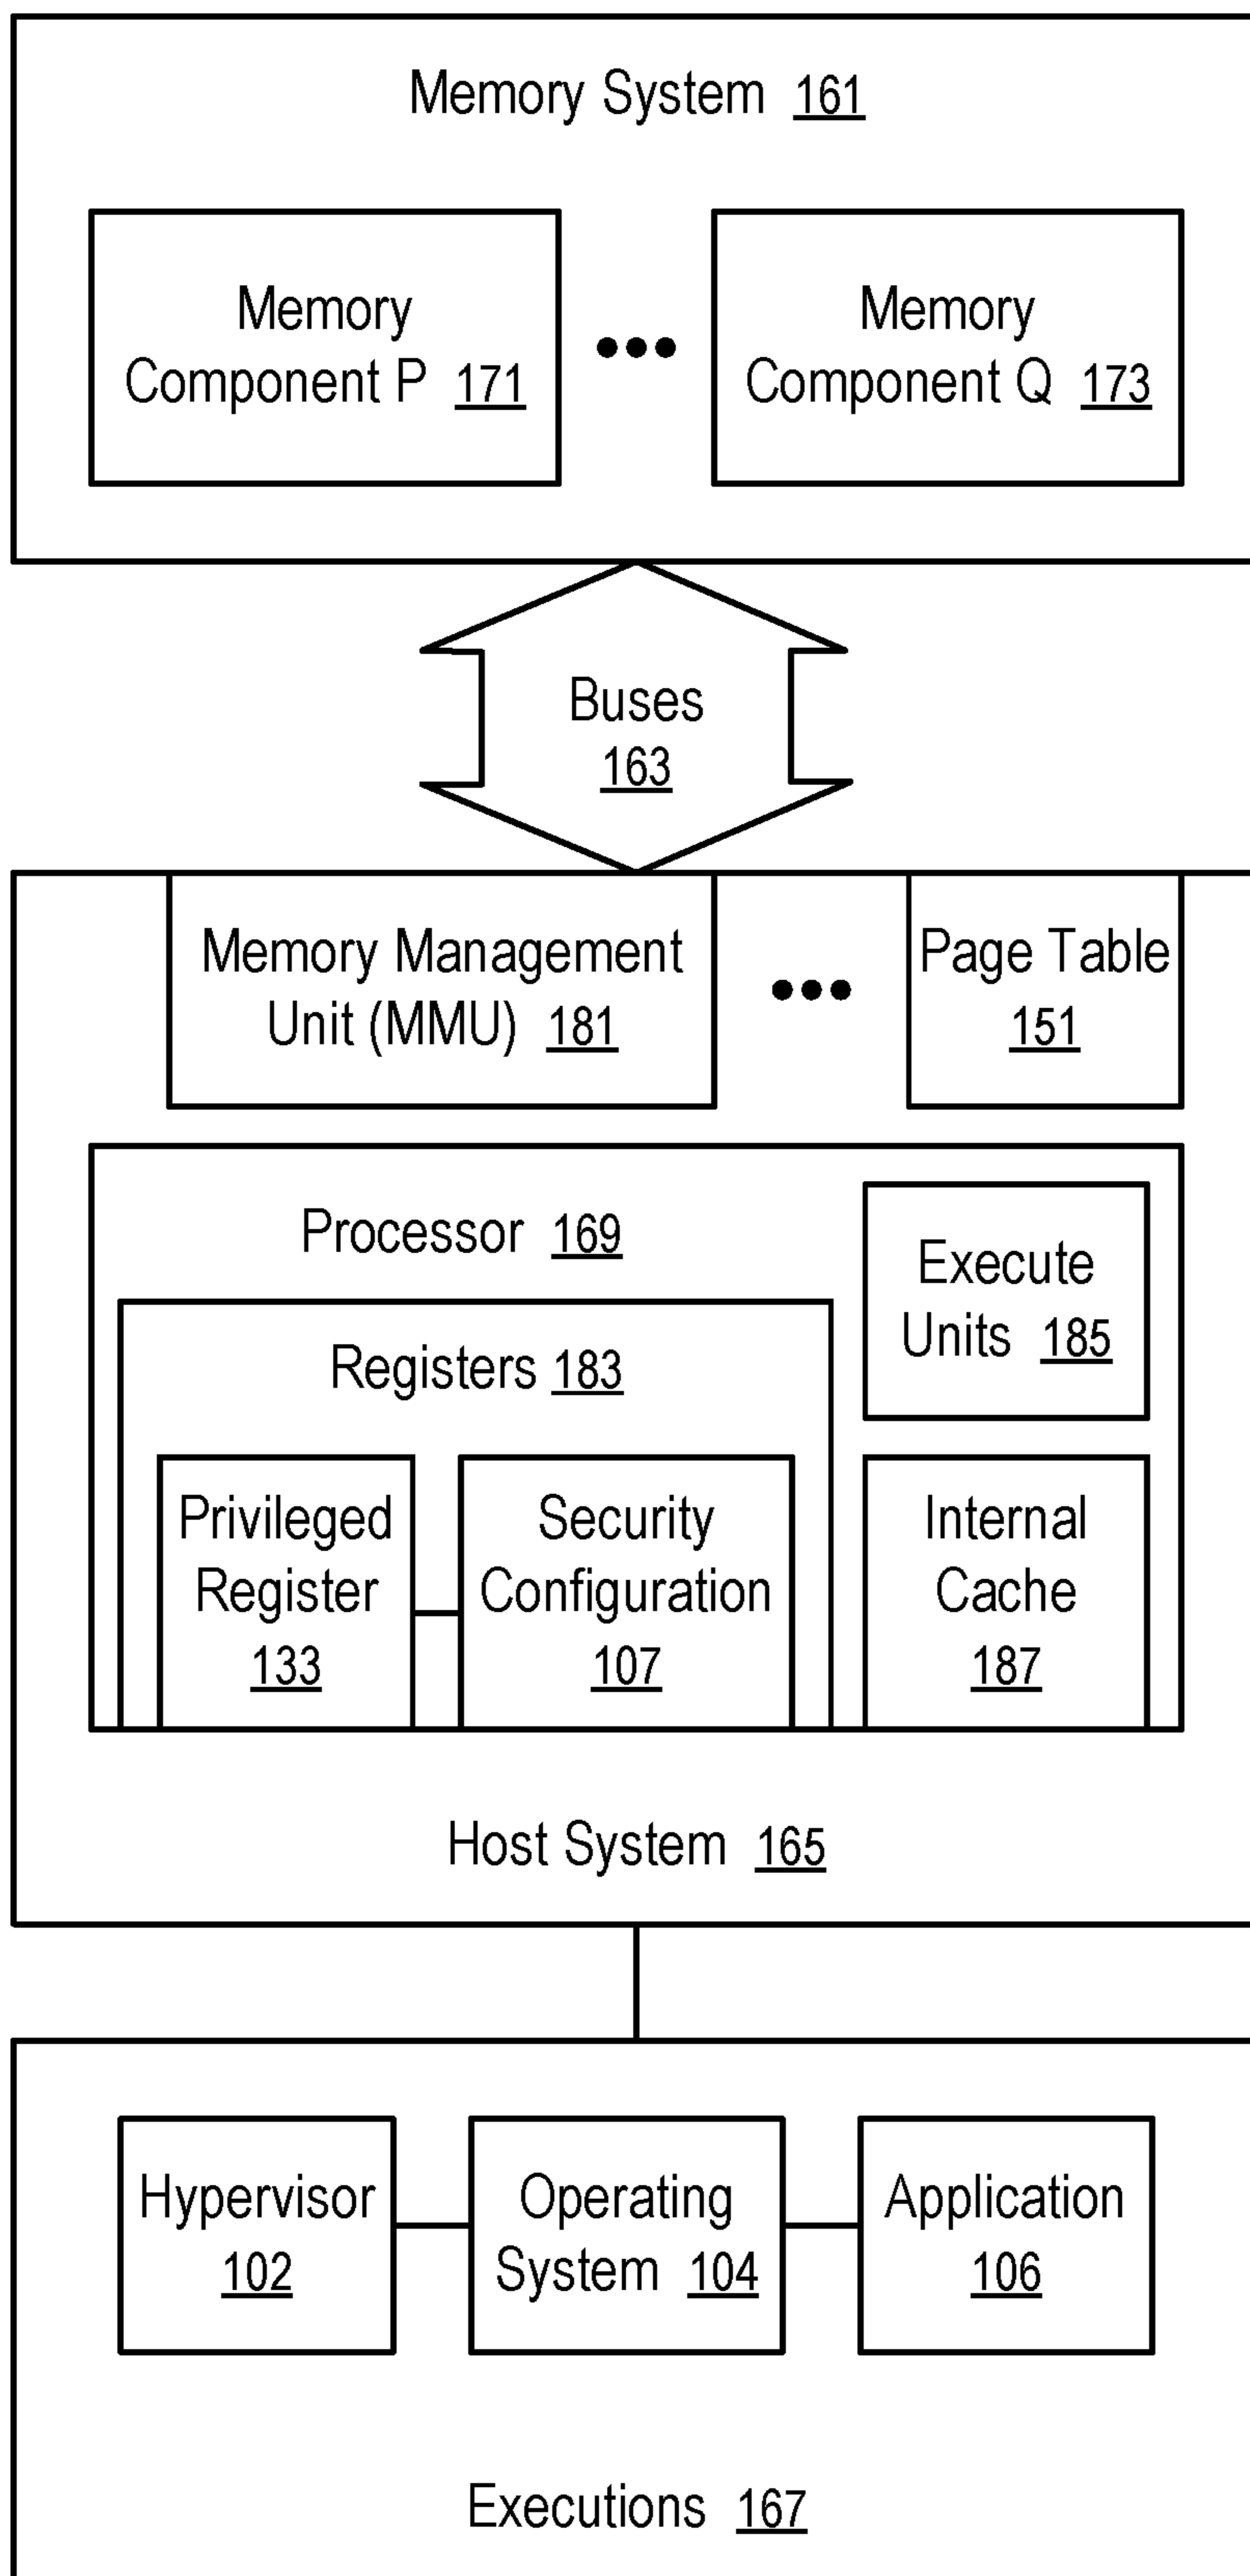 Memory System 161
Memory
Component P 171
Memory
Component Q 173
Buses
163
Memory Management
Unit (MMU) 181
Page Table
151
Processor 169
Execute
Units 185
Registers 183
Privileged
Register
133
Security
Configuration
107
Internal
Cache
187
Host System 165
Hypervisor
102
Operating
System 104
Application
106
Executions 167